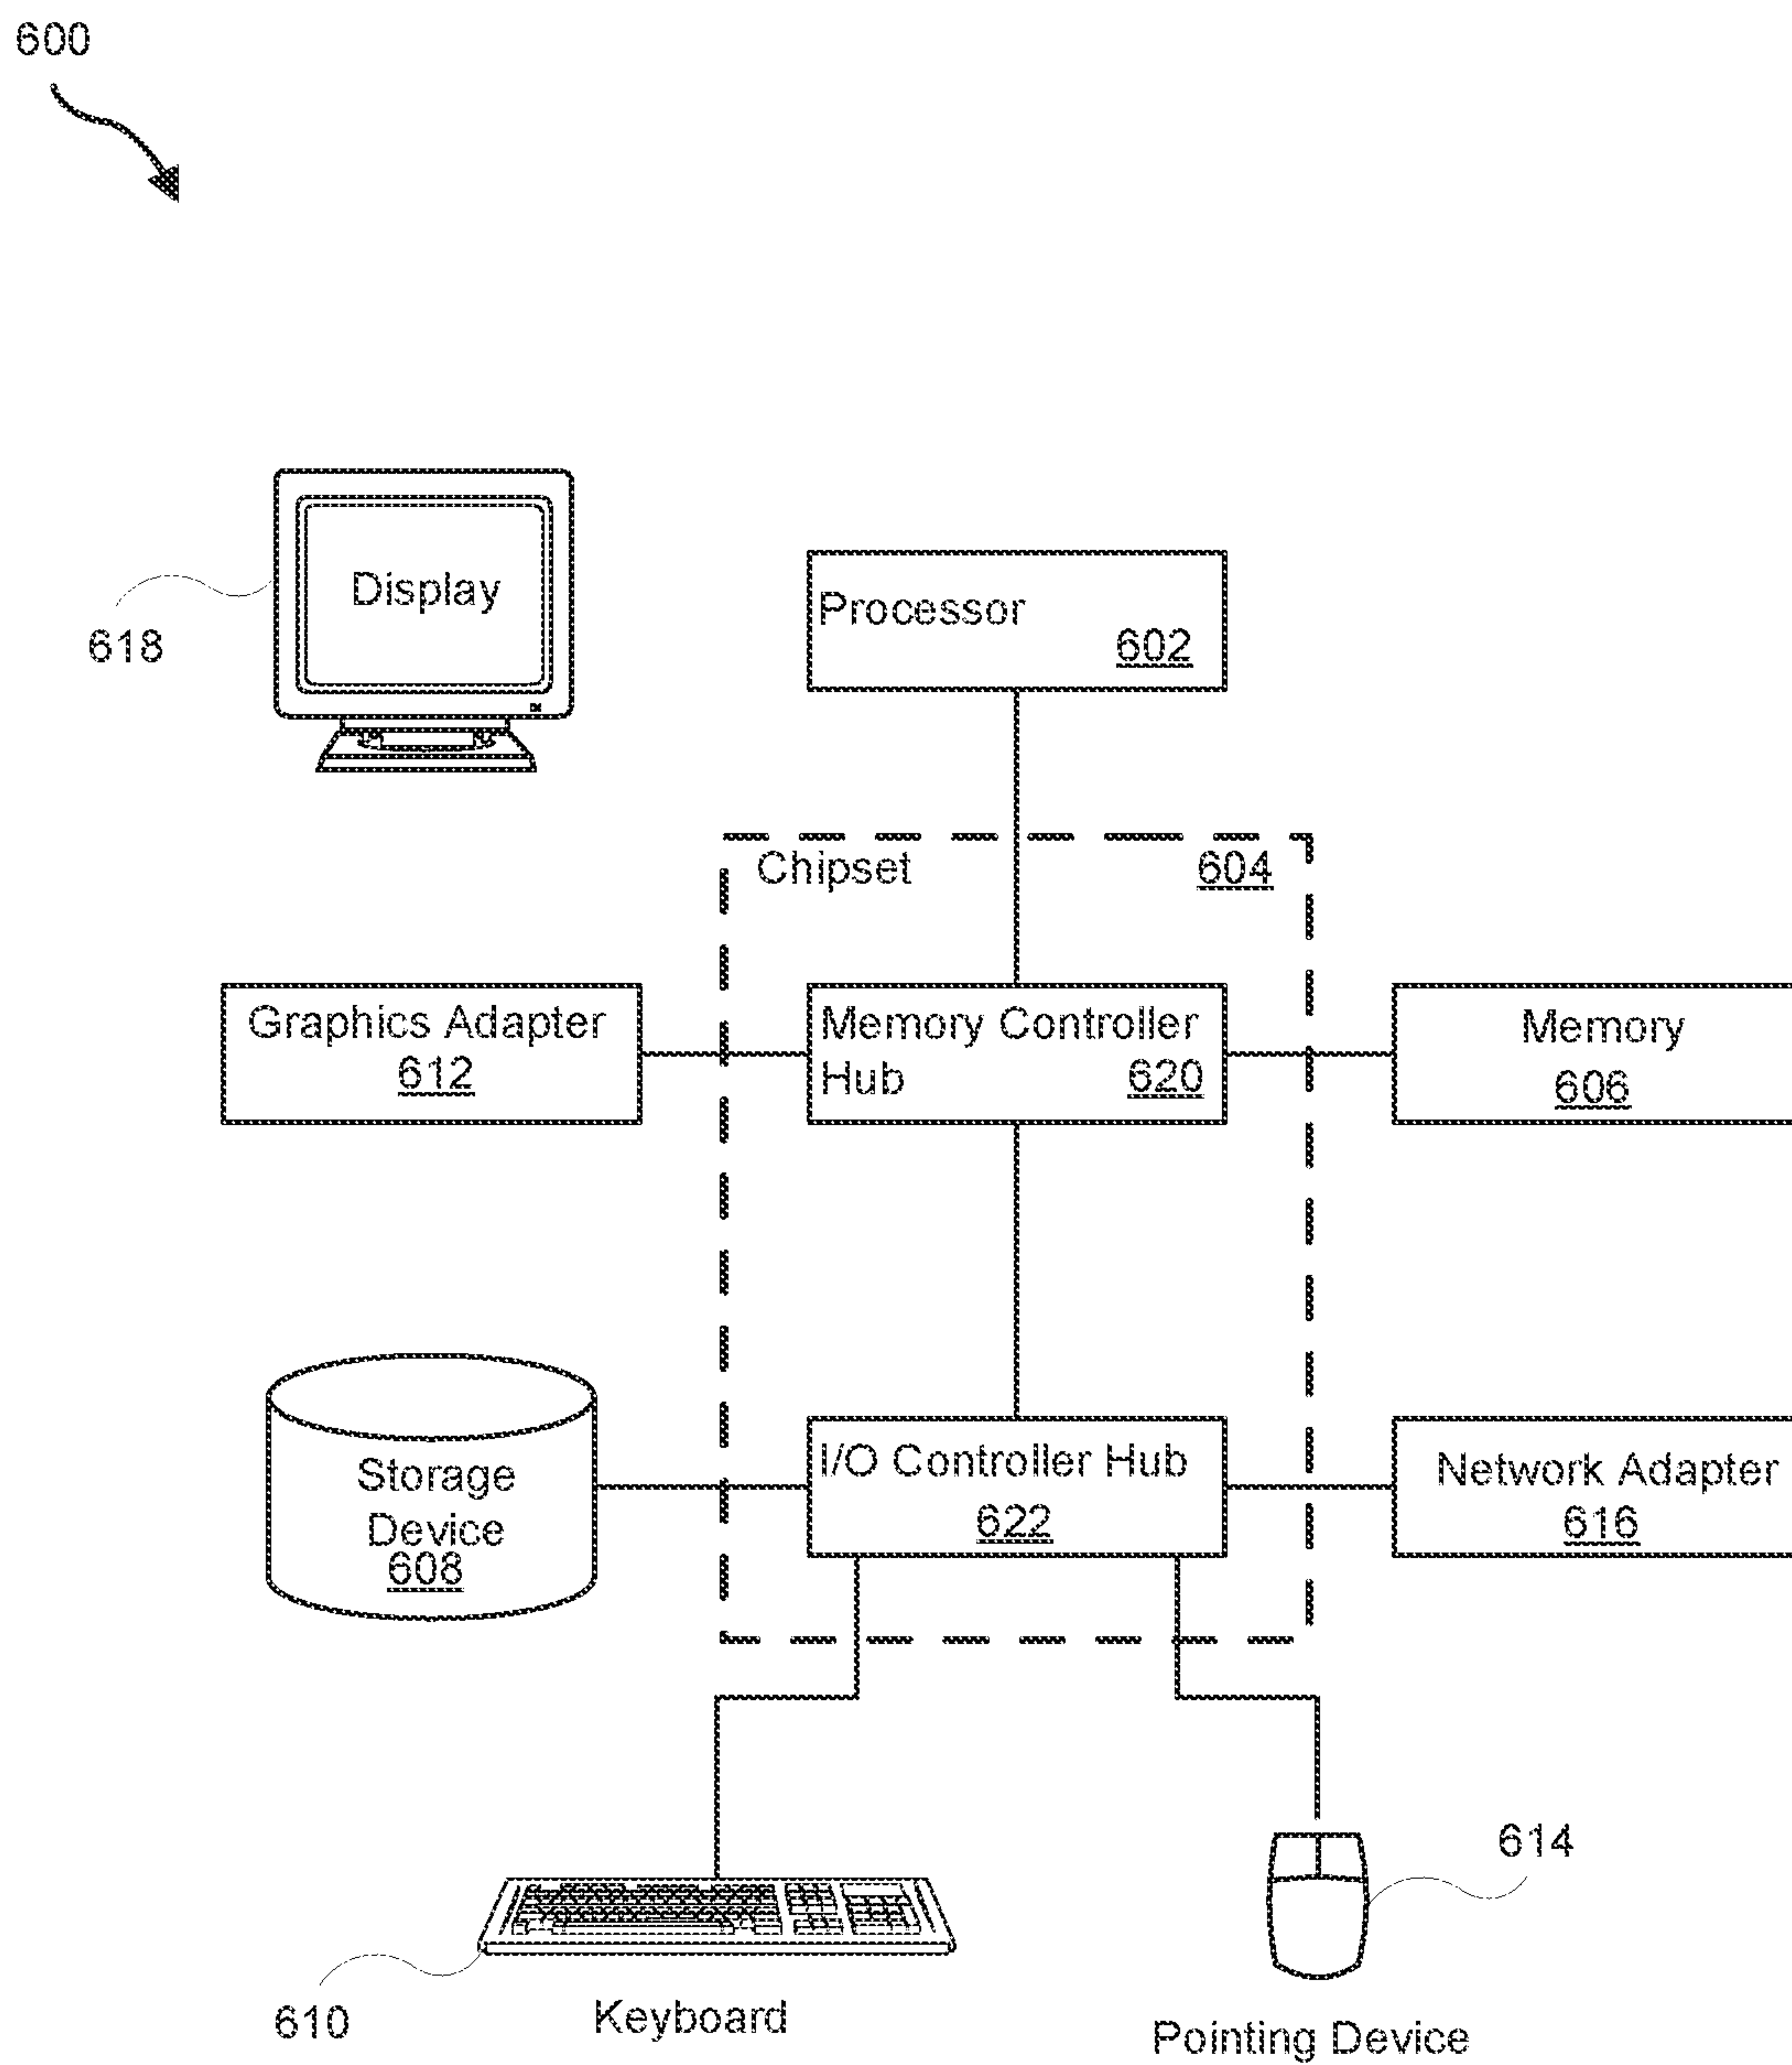 600
Display
618
Processor
602
Chipset
604
Graphics Adapter
612
Memory Controller
Hub
620
Memory
606
Storage
Device
608
I/O Controller Hub
622
Network Adapter
616
614
610
Keyboard
Pointing Device